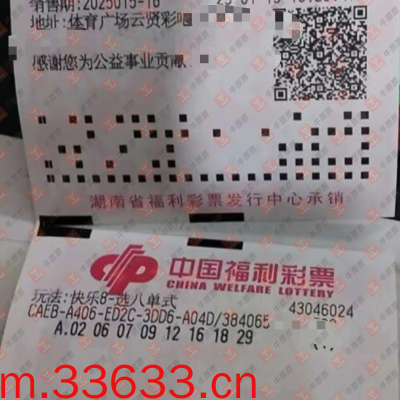 销售期:2025015-16
地址:体育广场云贤彩
感谢您为公益事业贡献
湖南省福利彩票发行中心承销
中国福利彩票
CHINA WELFARE LOTTERY
玩法:快乐8-选八单式
43046024
CAEB-A406-ED2C-3DD6-A04D/384065
A.02 06 07 09 12 16 18 29
m.33633.cn